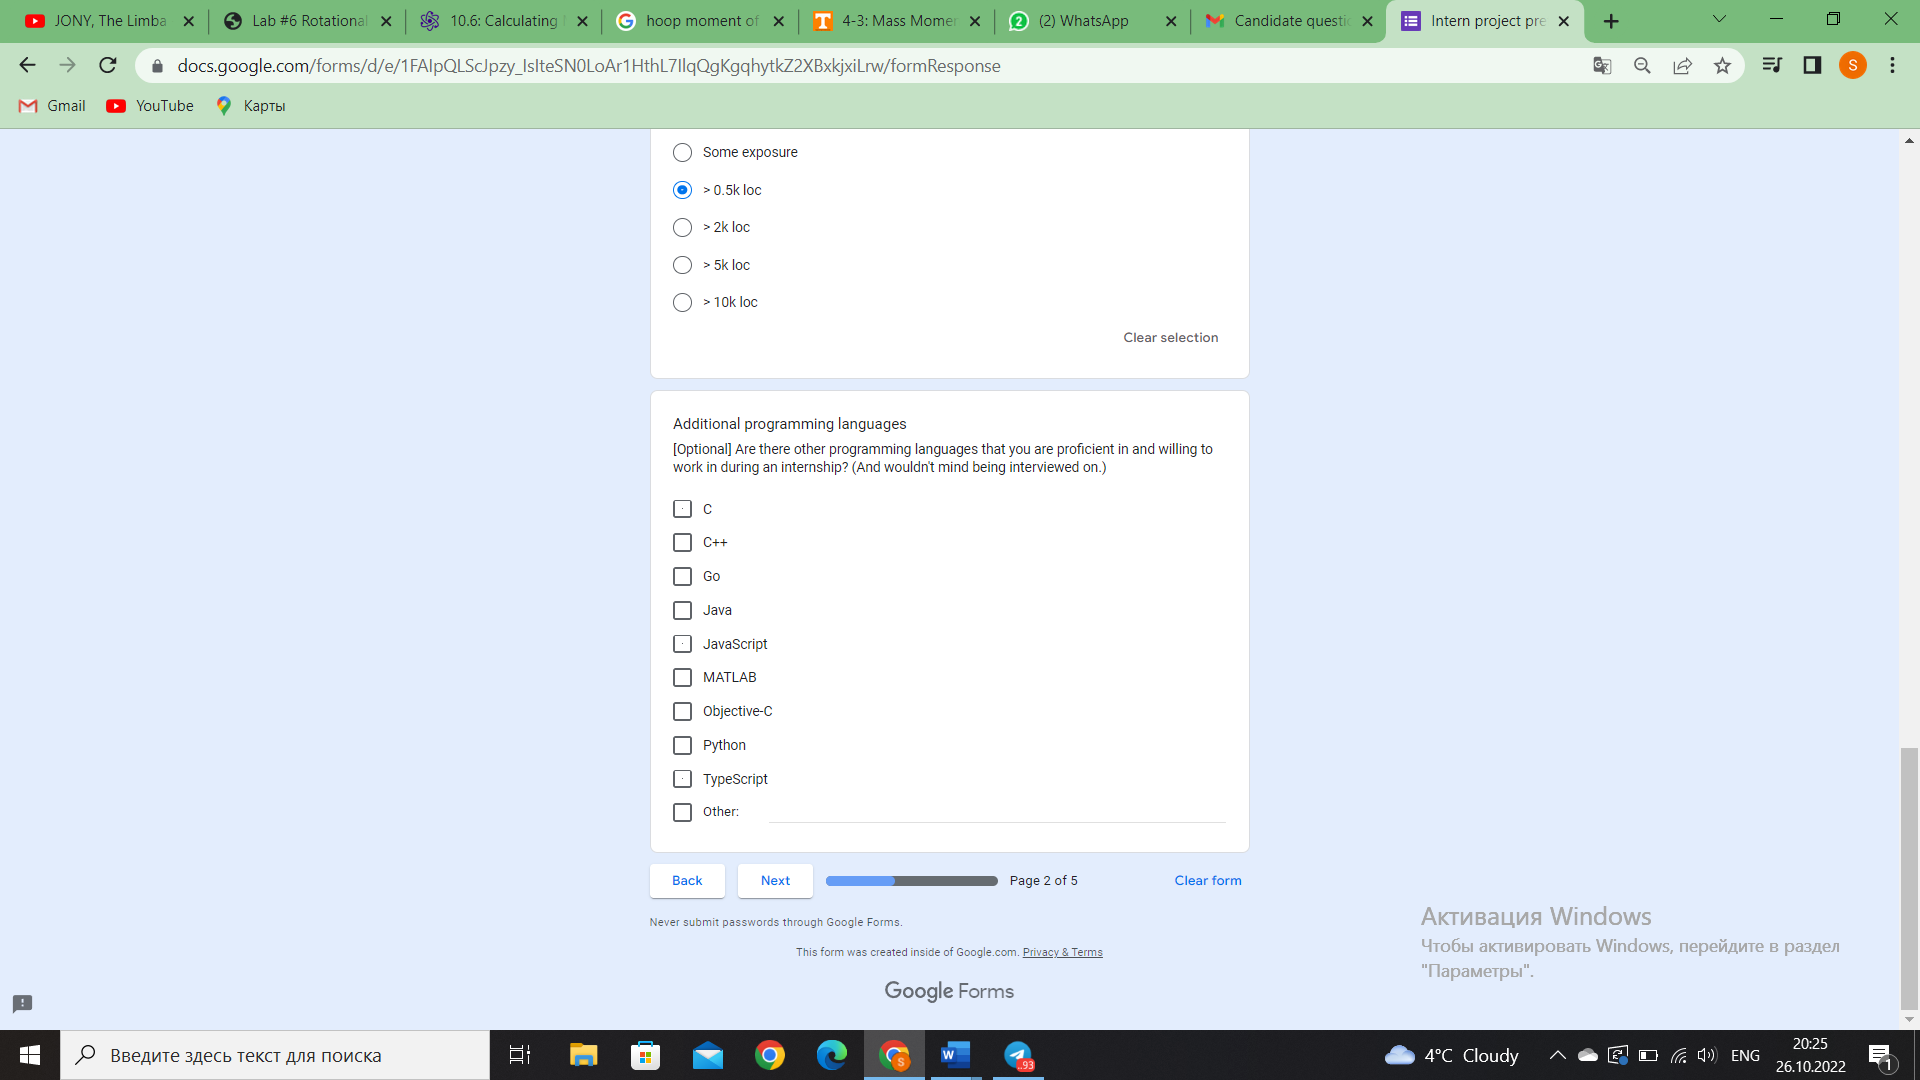 JONY, The Limba
Lab #6 Rotational
10.6: Calculating
hoop moment of
4-3: Mass Momen
(2) WhatsApp
Candidate questi
Intern project pre
docs.google.com/forms/d/e/1FAIpQLScJpzy_IsIteSN0LoAr1HthL7IlqQgKgqhytkZ2XBxkjxiLrw/formResponse
S
Gmail
YouTube
Карты
Some exposure
> 0.5k loc
> 2k loc
> 5k loc
> 10k loc
Clear selection
Additional programming languages
[Optional] Are there other programming languages that you are proficient in and willing to
work in during an internship? (And wouldn't mind being interviewed on.)
C
C++
Go
Java
JavaScript
MATLAB
Objective-C
Python
TypeScript
Other:
Back
Next
Page 2 of 5
Clear form
Never submit passwords through Google Forms.
This form was created inside of Google.com. Privacy & Terms
Google Forms
Активация Windows
Чтобы активировать Windows, перейдите в раздел
"Параметры".
Введите здесь текст для поиска
4°C Cloudy
ENG
20:25
26.10.2022
1